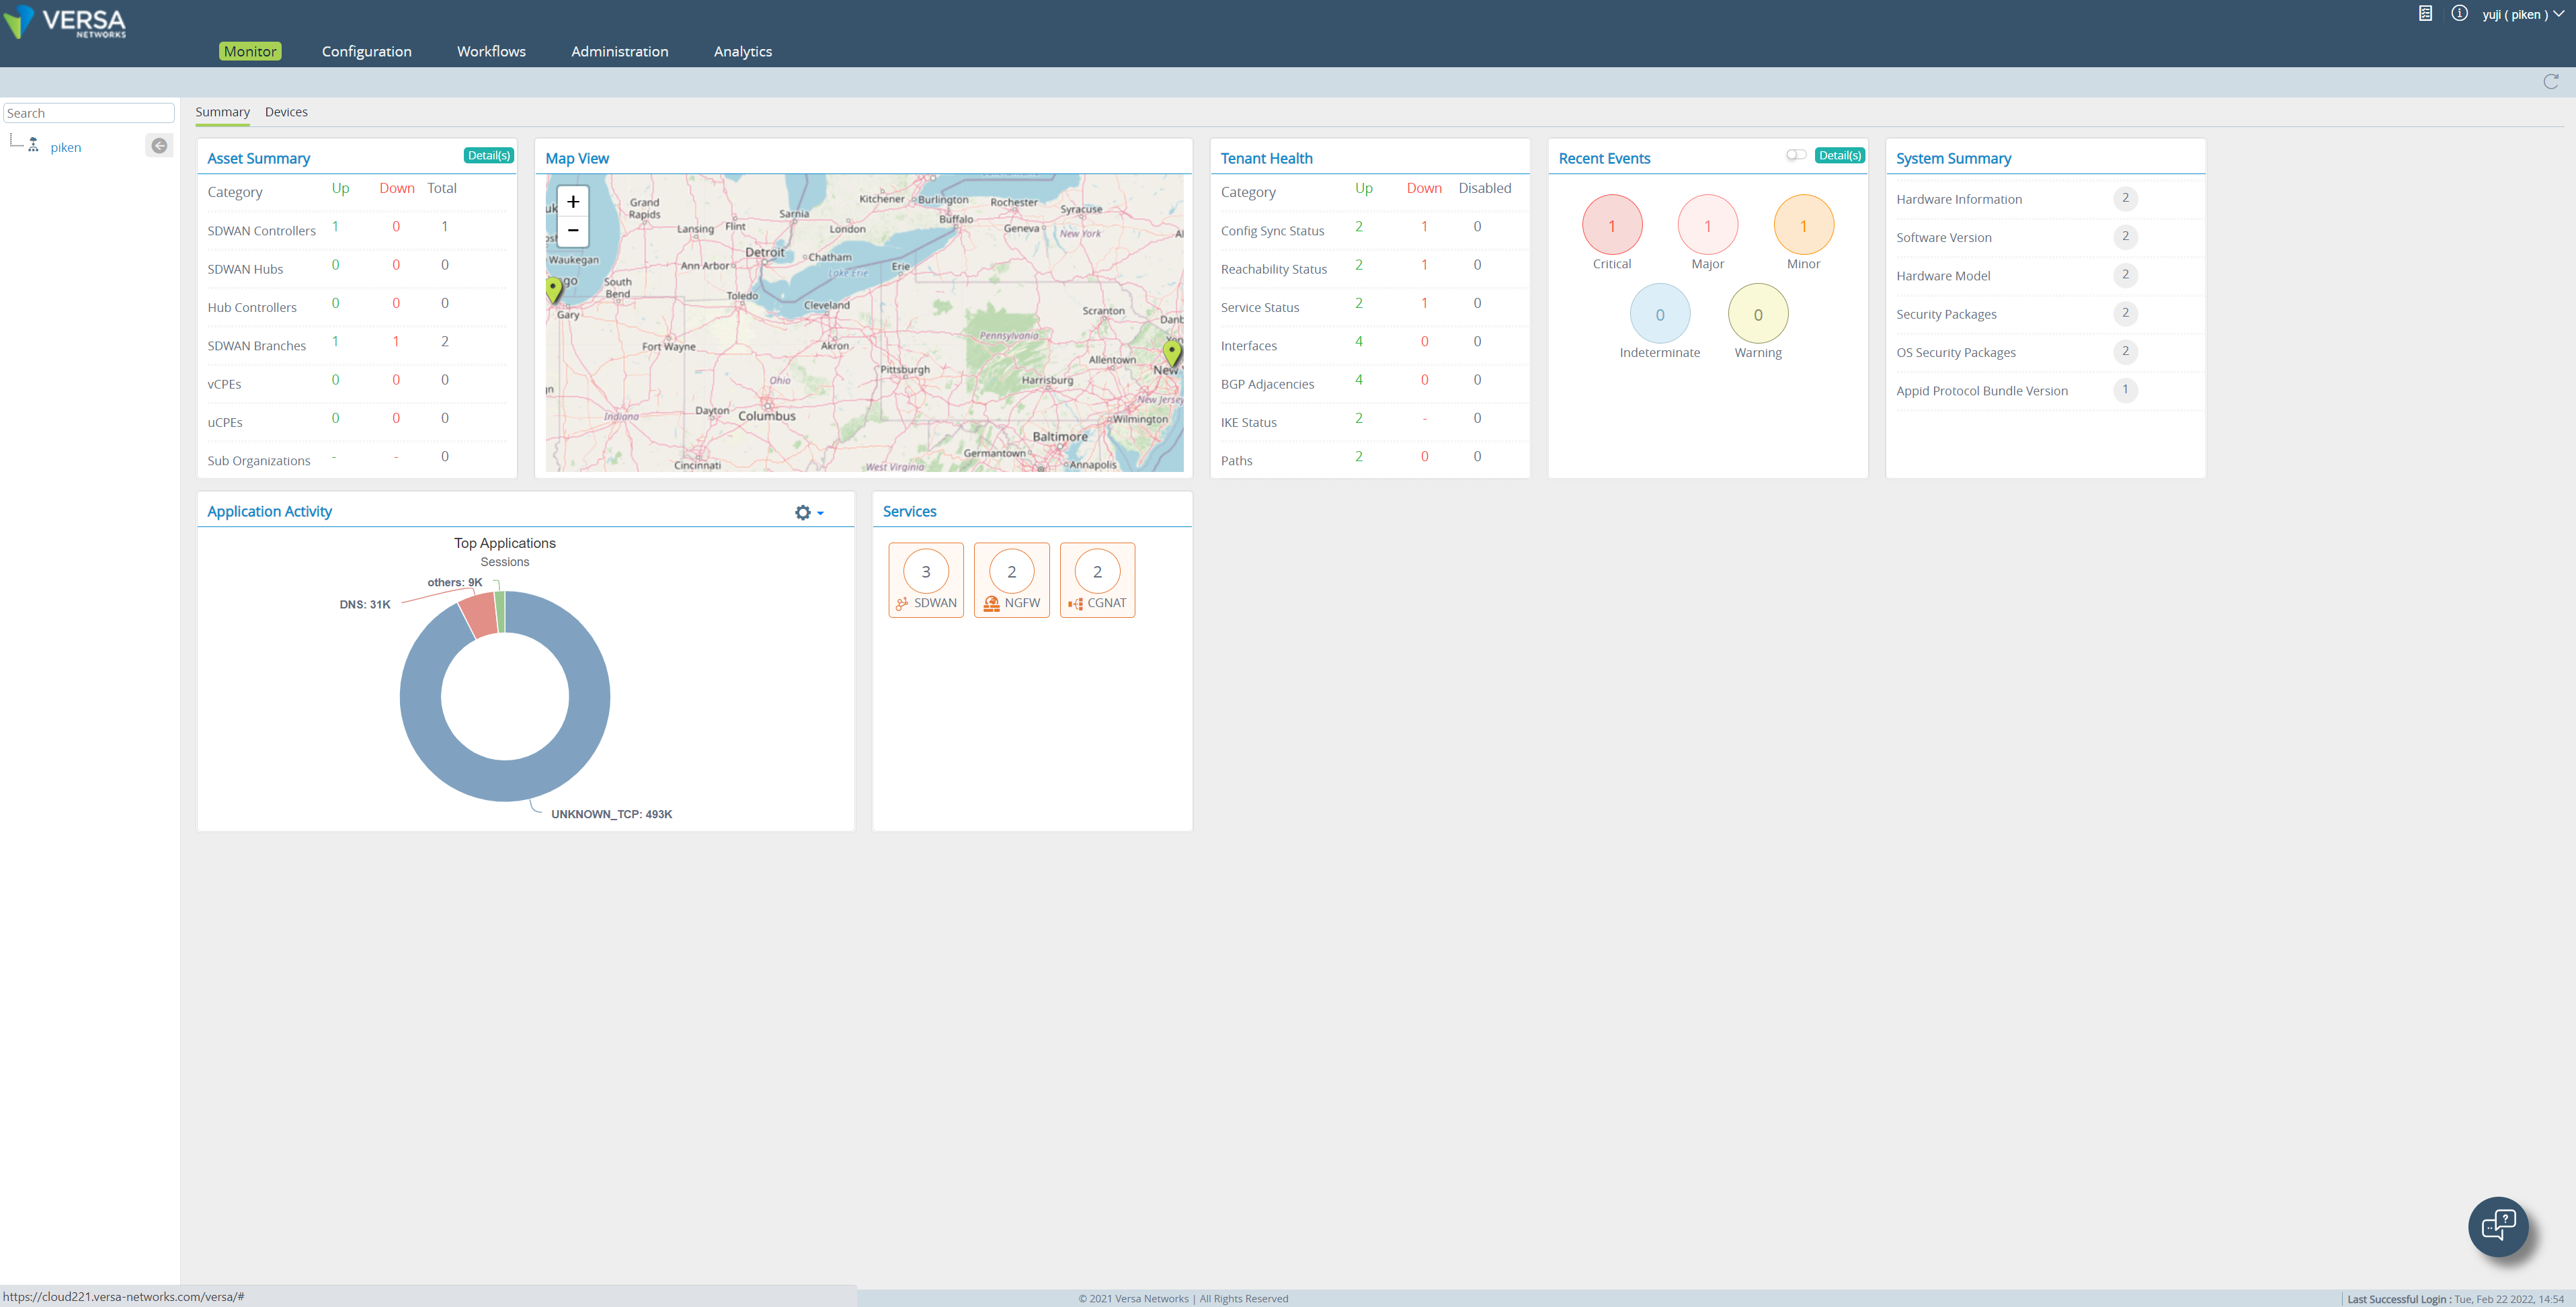 VERSA
NETWORKS
yuji ( piken )
Monitor Configuration Workflows Administration Analytics
Search
piken
Summary Devices
Asset Summary Detail(s)
Category Up Down Total
SDWAN Controllers 1 0 1
SDWAN Hubs 0 0 0
Hub Controllers 0 0 0
SDWAN Branches 1 1 2
vCPEs 0 0 0
uCPEs 0 0 0
Sub Organizations - - 0
Map View
+
−
Grand
Rapids
Lansing
Flint
Sarnia
Kitchener
London
Burlington
Buffalo
Rochester
Geneva
Syracuse
New York
Waukegan
Ann Arbor
Detroit
Chatham
Lake Erie
Erie
go
South
Bend
Gary
Toledo
Cleveland
Scranton
Fort Wayne
Akron
Pennsylvania
Allentown
New
Pittsburgh
Harrisburg
New Jersey
Ohio
Indiana
Dayton
Columbus
Wilmington
Baltimore
Germantown
Annapolis
Cincinnati
West Virginia
Tenant Health
Category Up Down Disabled
Config Sync Status 2 1 0
Reachability Status 2 1 0
Service Status 2 1 0
Interfaces 4 0 0
BGP Adjacencies 4 0 0
IKE Status 2 - 0
Paths 2 0 0
Recent Events Detail(s)
1 1 1
Critical Major Minor
0 0
Indeterminate Warning
System Summary
Hardware Information 2
Software Version 2
Hardware Model 2
Security Packages 2
OS Security Packages 2
Appid Protocol Bundle Version 1
Application Activity
Top Applications
Sessions
others: 9K
DNS: 31K
UNKNOWN_TCP: 493K
Services
3 2 2
SDWAN NGFW CGNAT
https://cloud221.versa-networks.com/versa/#
© 2021 Versa Networks | All Rights Reserved
Last Successful Login : Tue, Feb 22 2022, 14:54